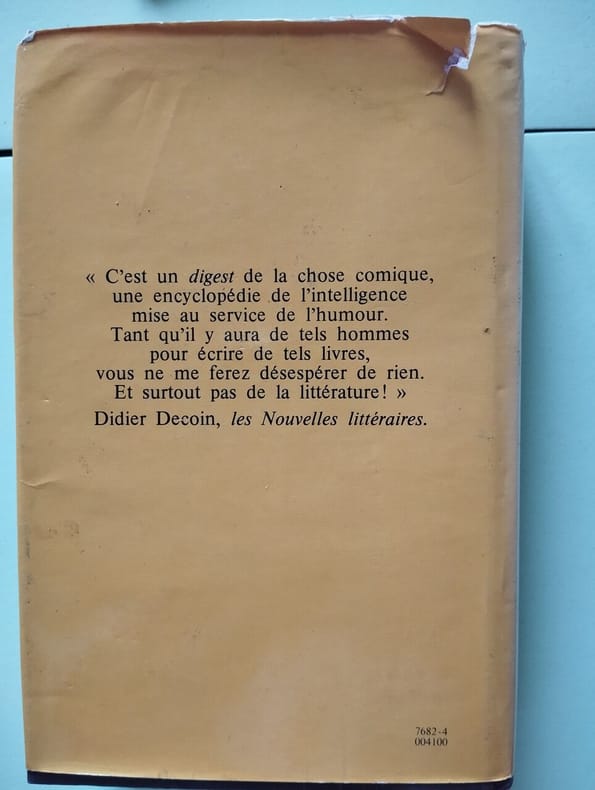 « C'est un digest de la chose comique,
une encyclopédie de l'intelligence
mise au service de l'humour.
Tant qu'il y aura de tels hommes
pour écrire de tels livres,
vous ne me ferez désespérer de rien.
Et surtout pas de la littérature! »
Didier Decoin, les Nouvelles littéraires.
7682-4
004100